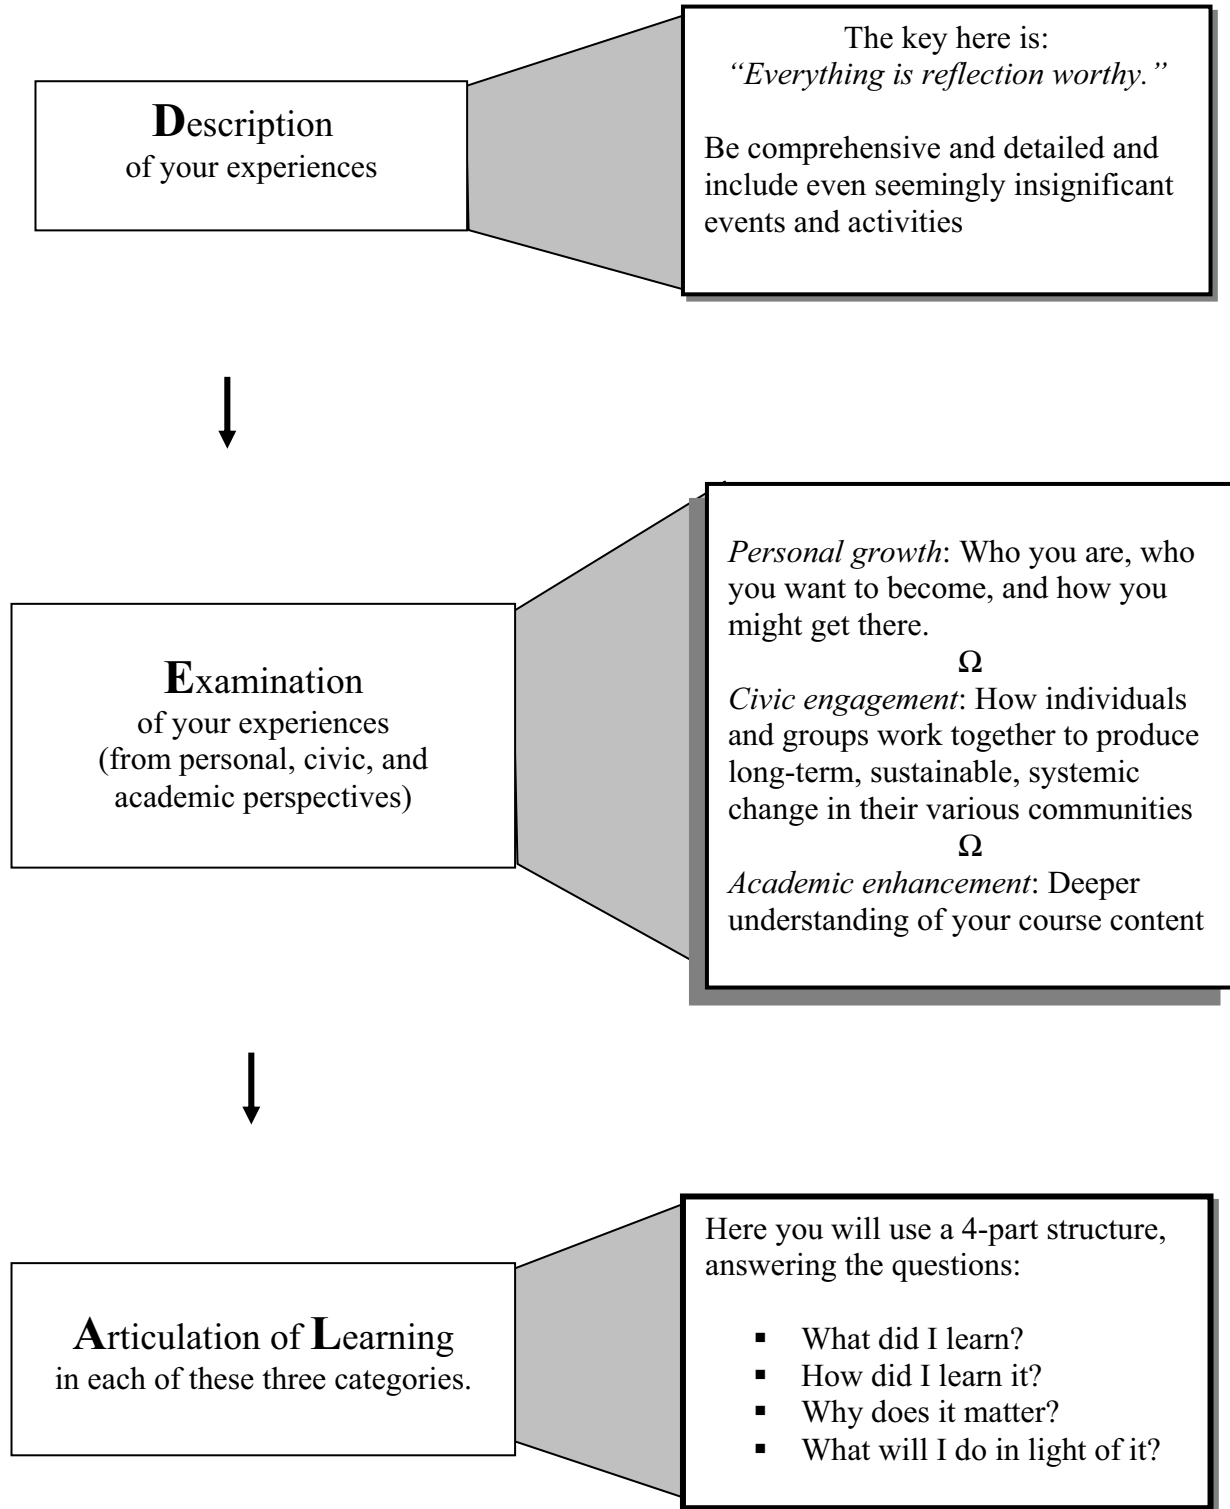 Description
of your experiences
The key here is:
“Everything is reflection worthy.”
Be comprehensive and detailed and
include even seemingly insignificant
events and activities
Examination
of your experiences
(from personal, civic, and
academic perspectives)
Personal growth: Who you are, who
you want to become, and how you
might get there.
Ω
Civic engagement: How individuals
and groups work together to produce
long-term, sustainable, systemic
change in their various communities
Ω
Academic enhancement: Deeper
understanding of your course content
Articulation of Learning
in each of these three categories.
Here you will use a 4-part structure,
answering the questions:
▪ What did I learn?
▪ How did I learn it?
▪ Why does it matter?
▪ What will I do in light of it?